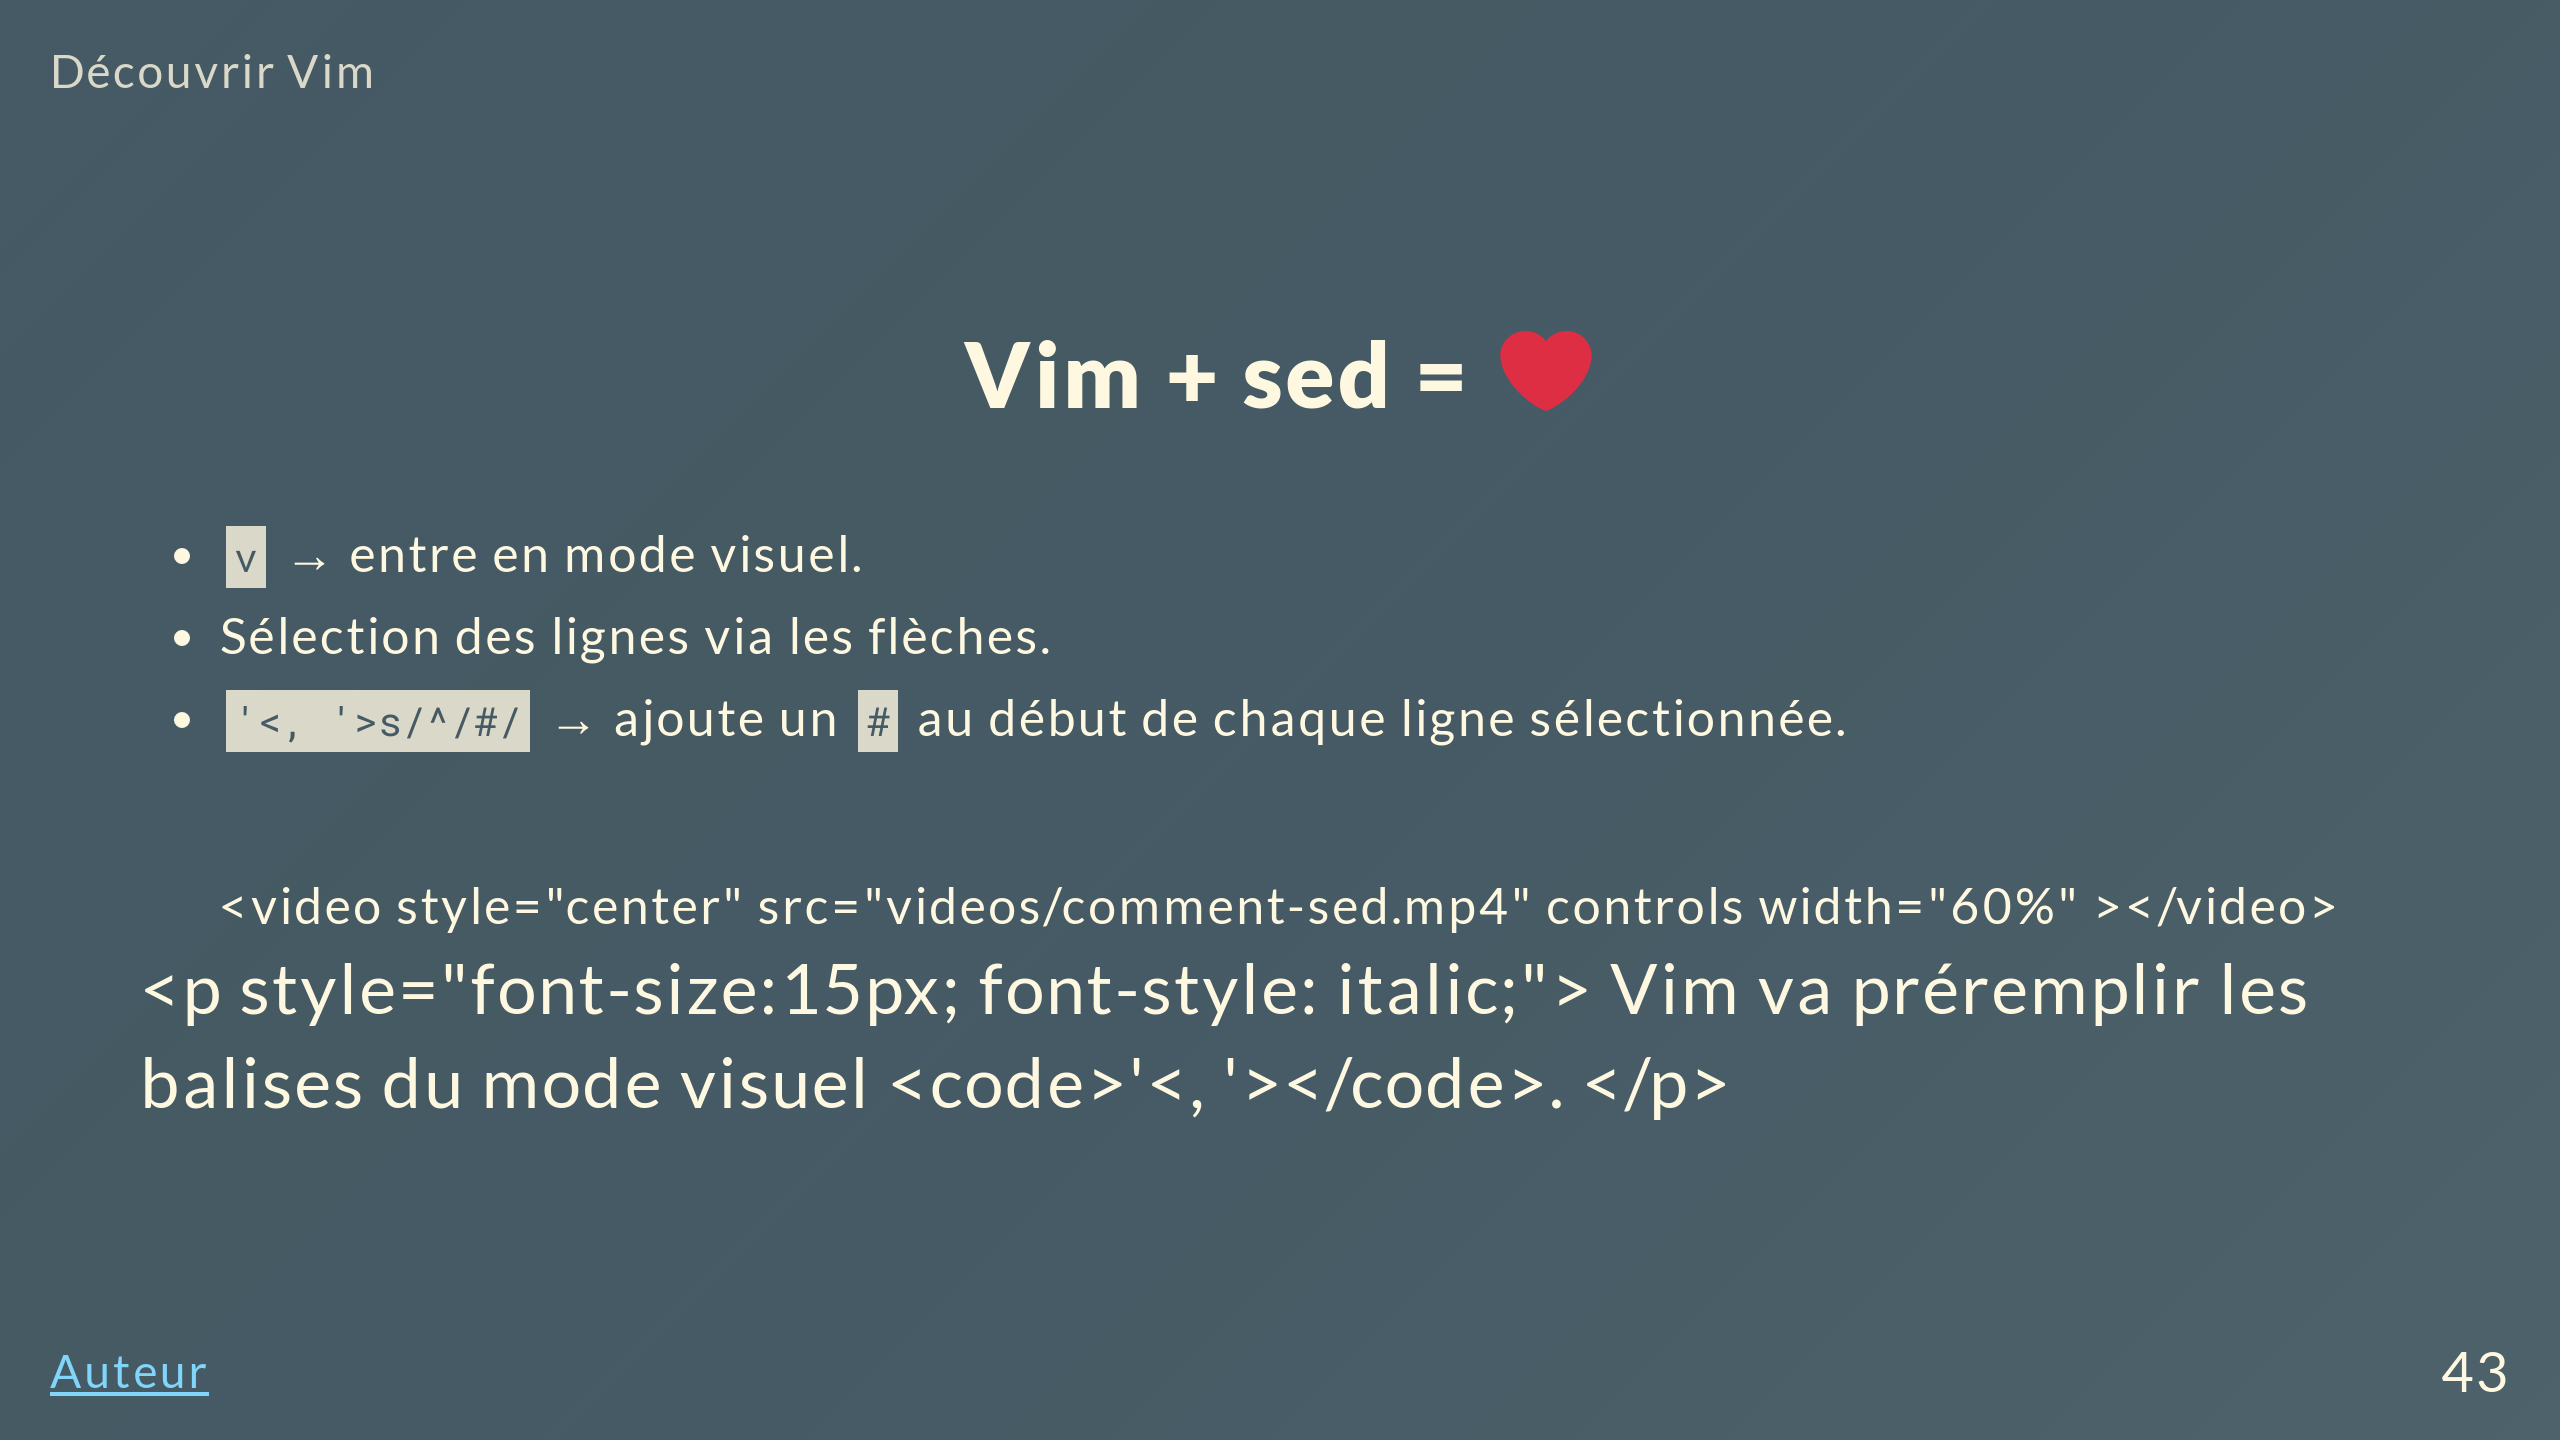 Découvrir Vim
Vim + sed = ❤️
• v → entre en mode visuel.
• Sélection des lignes via les flèches.
• '<, '>s/^/#/ → ajoute un # au début de chaque ligne sélectionnée.
<video style="center" src="videos/comment-sed.mp4" controls width="60%" ></video>
<p style="font-size:15px; font-style: italic;"> Vim va préremplir les
balises du mode visuel <code>'<, '></code>. </p>
Auteur
43